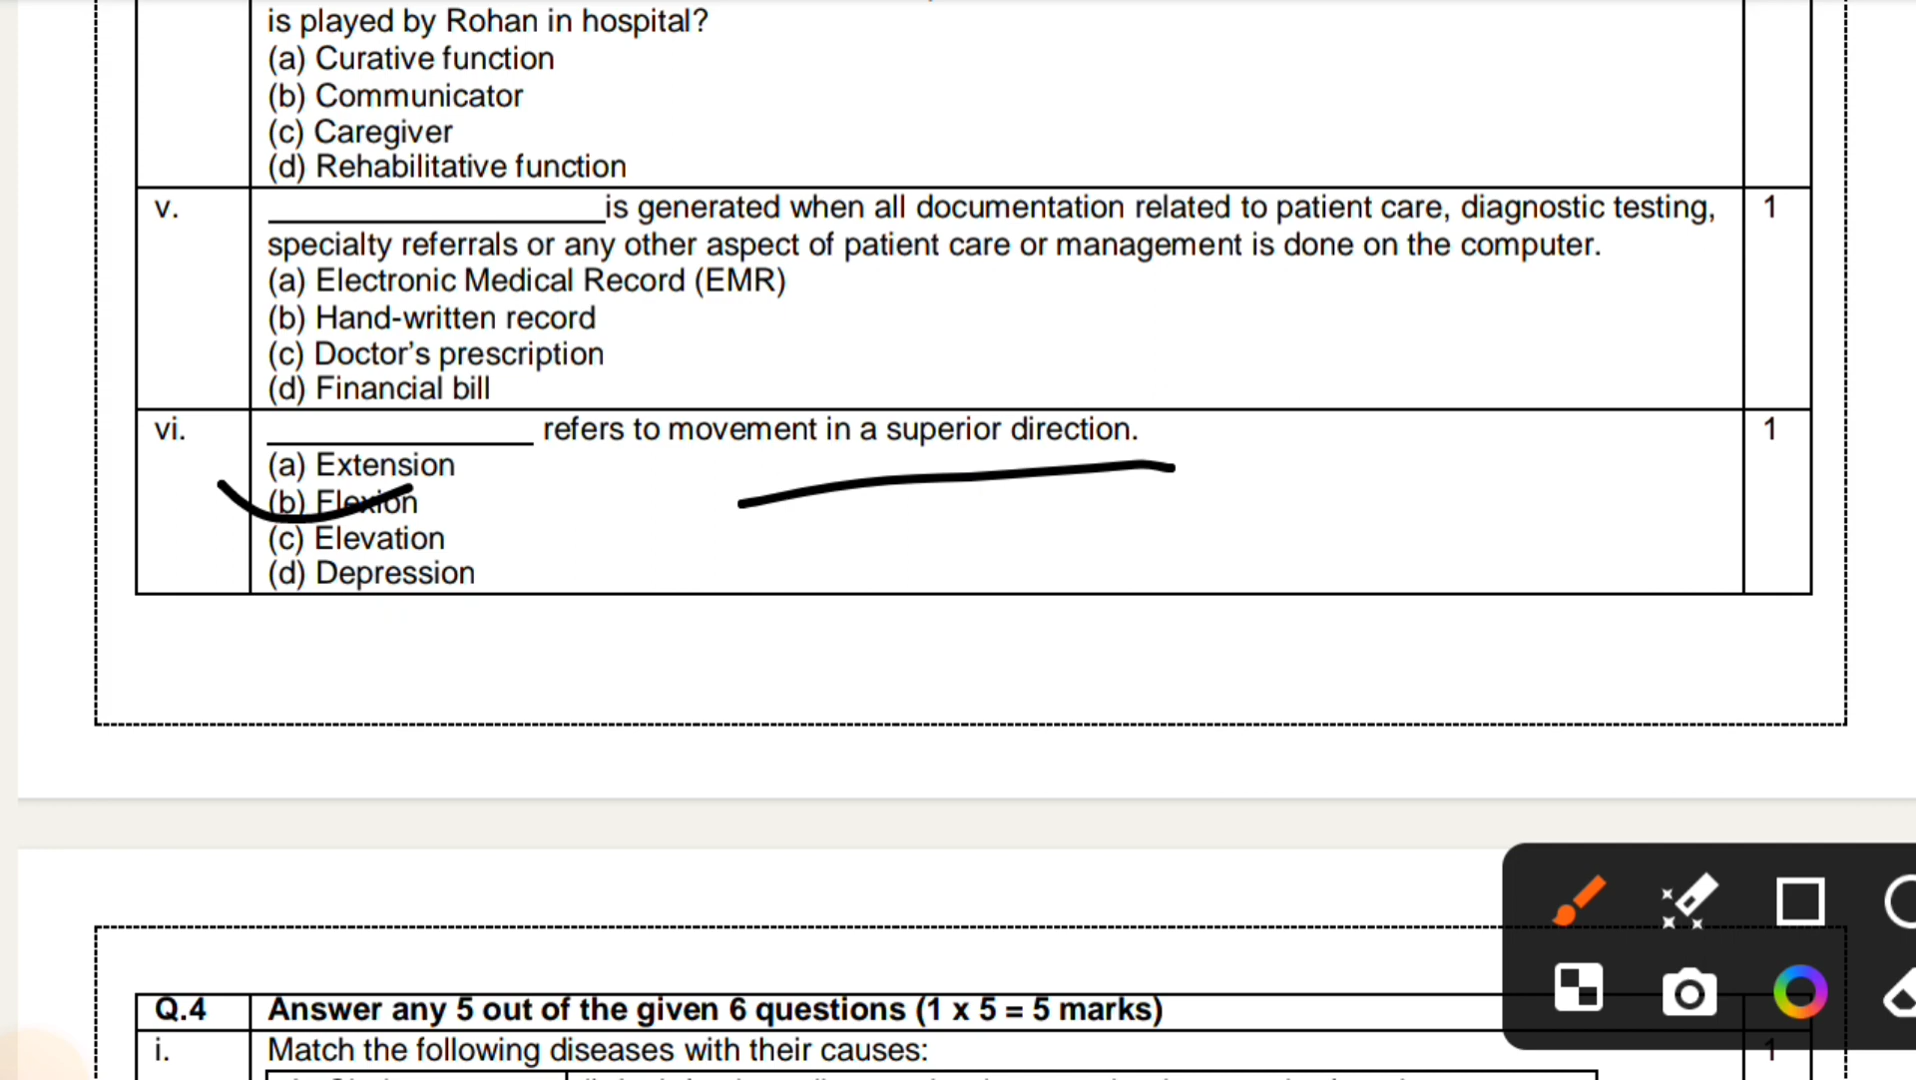 is played by Rohan in hospital?
(a) Curative function
(b) Communicator
(c) Caregiver
(d) Rehabilitative function
v. ____________________is generated when all documentation related to patient care, diagnostic testing, 1
specialty referrals or any other aspect of patient care or management is done on the computer.
(a) Electronic Medical Record (EMR)
(b) Hand-written record
(c) Doctor’s prescription
(d) Financial bill
vi. ________________ refers to movement in a superior direction. 1
(a) Extension
(b) Flexion
(c) Elevation
(d) Depression
Q.4 Answer any 5 out of the given 6 questions (1 x 5 = 5 marks)
i. Match the following diseases with their causes: 1